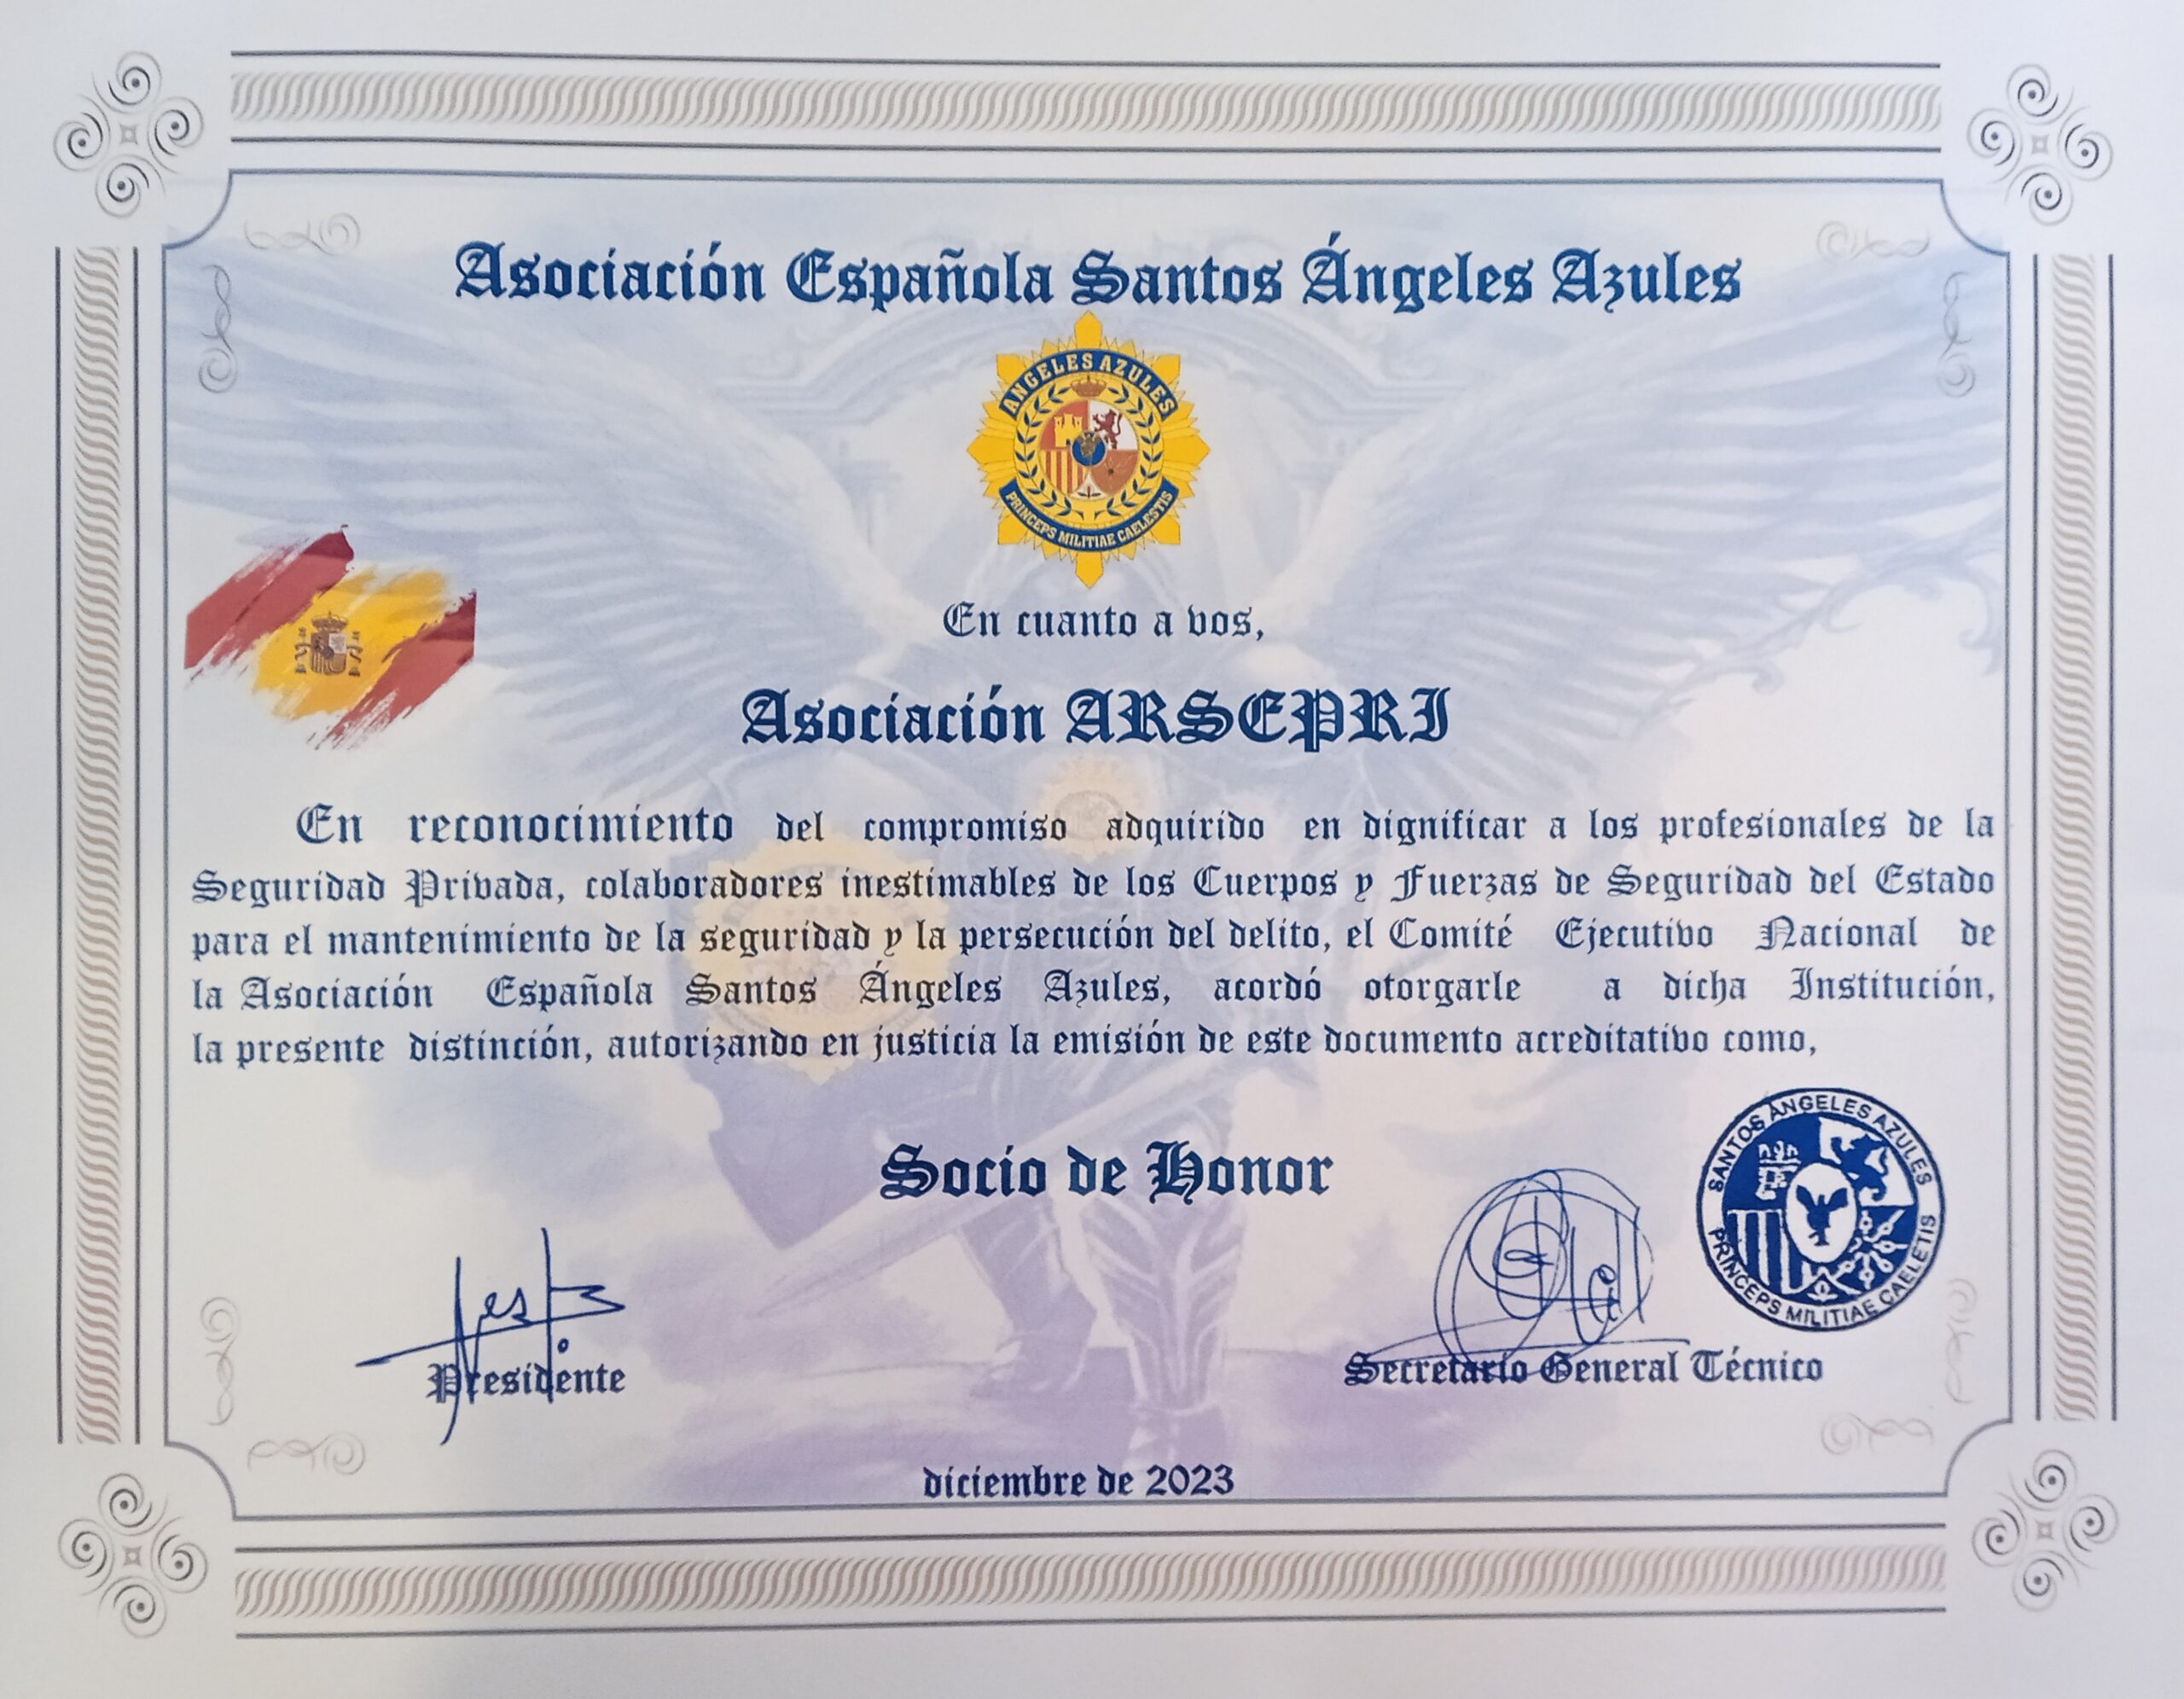 Asociación Española Santos Ángeles Azules
ANGELES AZULES
PRINCEPS MILITIAE CAELESTIS
En cuanto a vos,
Asociación ARSEPRI
En reconocimiento del compromiso adquirido en dignificar a los profesionales de la
Seguridad Privada, colaboradores inestimables de los Cuerpos y Fuerzas de Seguridad del Estado
para el mantenimiento de la seguridad y la persecución del delito, el Comité Ejecutivo Nacional de
la Asociación Española Santos Ángeles Azules, acordó otorgarle a dicha Institución,
la presente distinción, autorizando en justicia la emisión de este documento acreditativo como,
Socio de Honor
SANTOS ÁNGELES AZULES
PRINCEPS MILITIAE CAELETIS
Presidente
Secretario General Técnico
diciembre de 2023